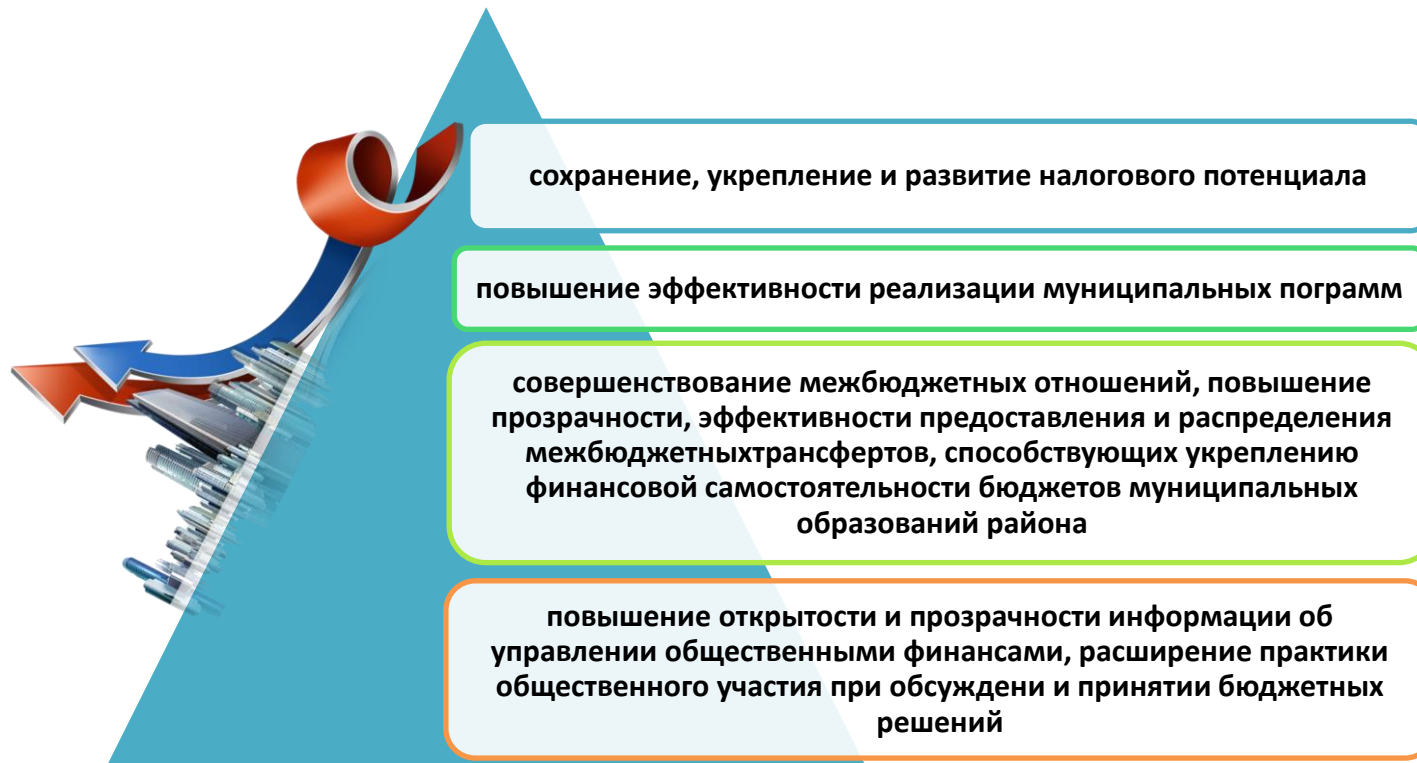 сохранение, укрепление и развитие налогового потенциала
повышение эффективности реализации муниципальных пограмм
совершенствование межбюджетных отношений, повышение
прозрачности, эффективности предоставления и распределения
межбюджетныхтрансфертов, способствующих укреплению
финансовой самостоятельности бюджетов муниципальных
образований района
повышение открытости и прозрачности информации об
управлении общественными финансами, расширение практики
общественного участия при обсуждени и принятии бюджетных
решений